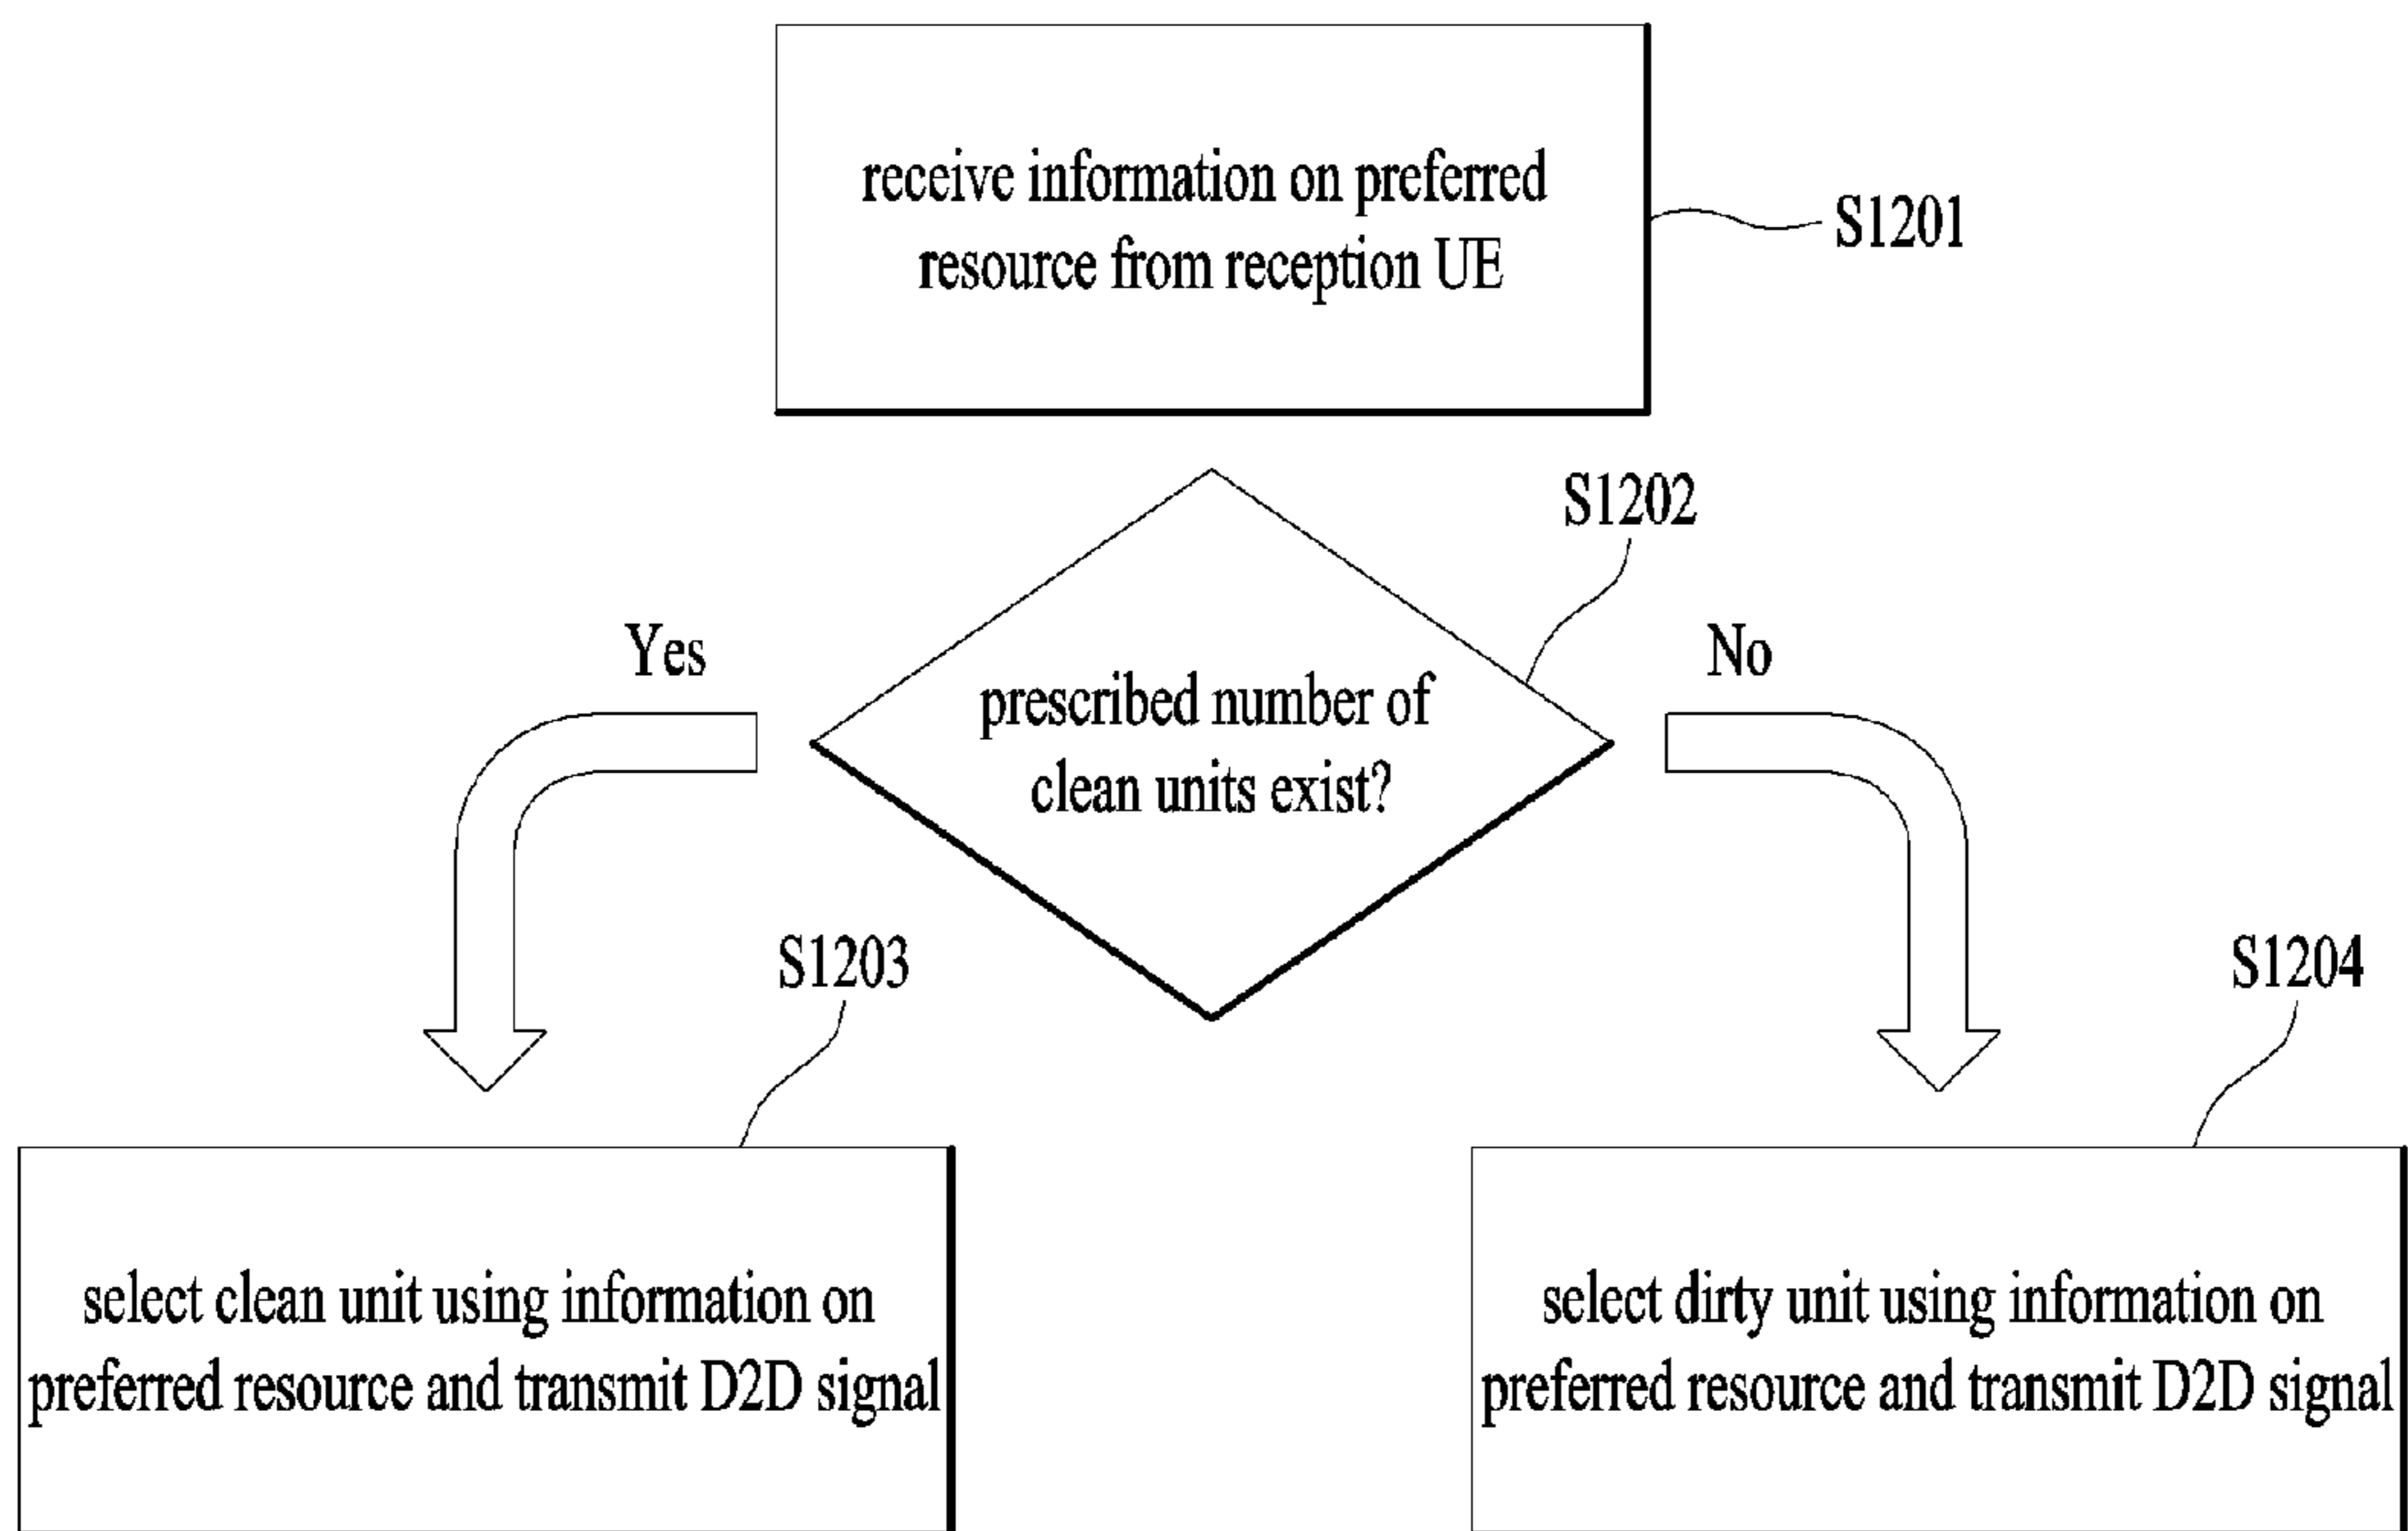 receive information on preferred
resource from reception UE
S1201
S1202
Yes
No
prescribed number of
clean units exist?
S1203
S1204
select clean unit using information on
preferred resource and transmit D2D signal
select dirty unit using information on
preferred resource and transmit D2D signal